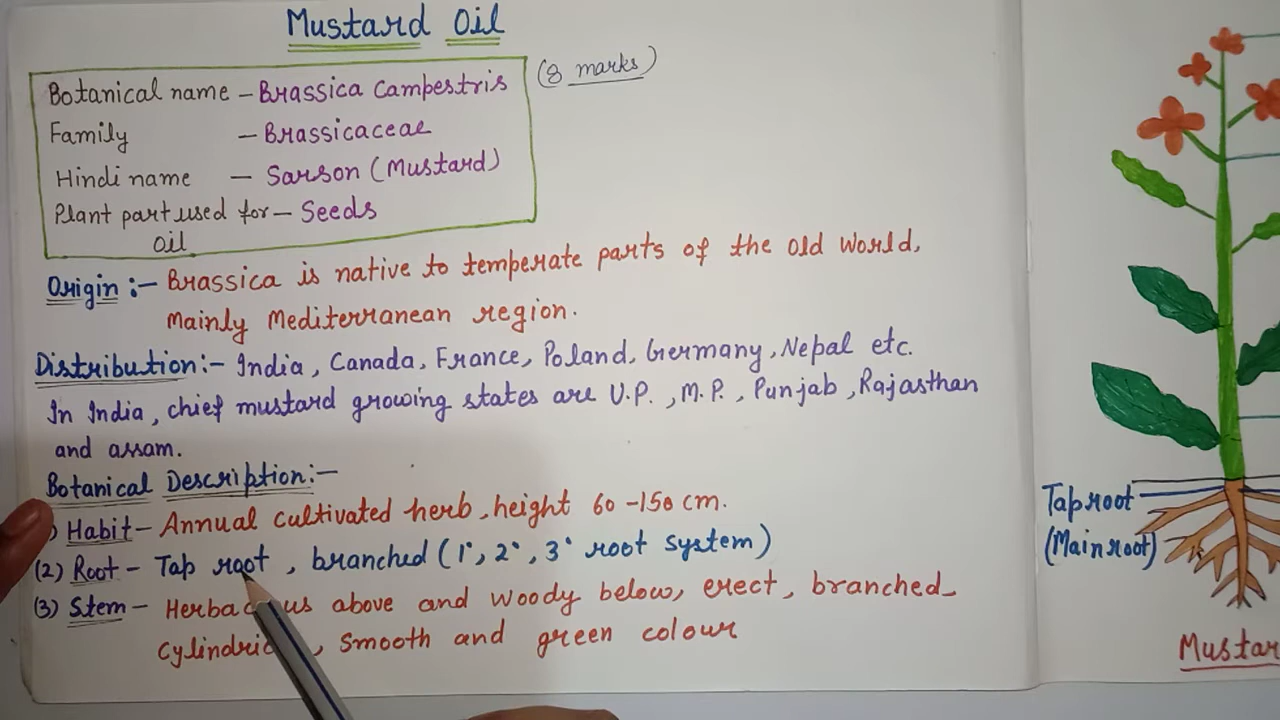 Mustard Oil
(8 marks)
Botanical name - Brassica Campestris
Family - Brassicaceae
Hindi name - Sarson (Mustard)
Plant part used for - Seeds
oil
Origin :- Brassica is native to temperate parts of the old world,
Mainly Mediterranean region.
Distribution:- India, Canada, France, Poland, Germany, Nepal etc.
In India, chief mustard growing states are U.P., M.P., Punjab, Rajasthan
and assam.
Botanical Description:-
) Habit - Annual cultivated herb, height 60 -150 cm.
(2) Root - Tap root, branched (1°, 2°, 3° root system)
(3) Stem - above and woody below, erect, branched
smooth and green colour
Tap root
(Main root)